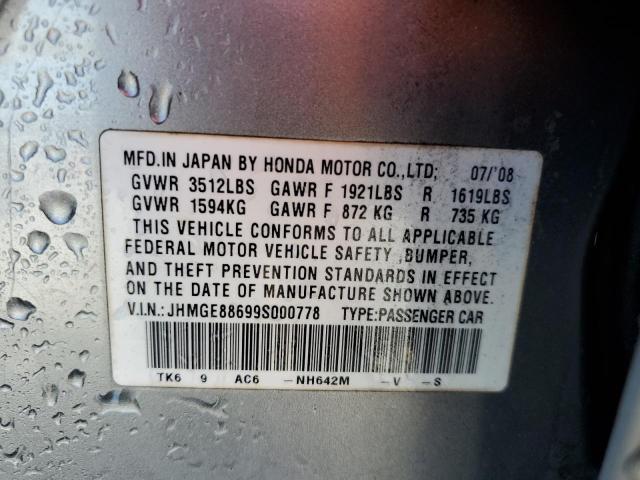 MFD.IN JAPAN BY HONDA MOTOR CO.,LTD; 07/'08
GVWR 3512LBS GAWR F 1921LBS R 1619LBS
GVWR 1594KG GAWR F 872 KG R 735 KG
THIS VEHICLE CONFORMS TO ALL APPLICABLE
FEDERAL MOTOR VEHICLE SAFETY ,BUMPER,
AND THEFT PREVENTION STANDARDS IN EFFECT
ON THE DATE OF MANUFACTURE SHOWN ABOVE.
V.I.N.:JHMGE88699S000778 TYPE:PASSENGER CAR
TK6 9 AC6 -NH642M -V -S